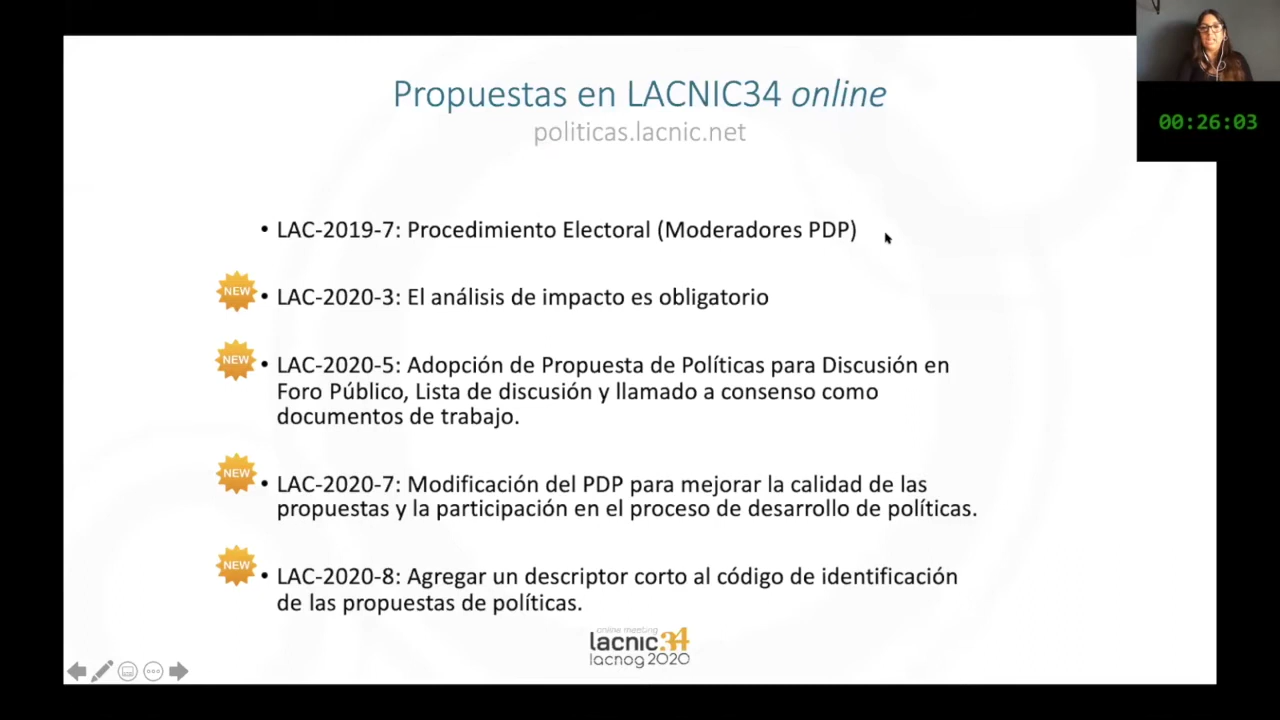 Propuestas en LACNIC34 online
politicas.lacnic.net
00:26:03
• LAC-2019-7: Procedimiento Electoral (Moderadores PDP)
NEW
• LAC-2020-3: El análisis de impacto es obligatorio
NEW
• LAC-2020-5: Adopción de Propuesta de Políticas para Discusión en
Foro Público, Lista de discusión y llamado a consenso como
documentos de trabajo.
NEW
• LAC-2020-7: Modificación del PDP para mejorar la calidad de las
propuestas y la participación en el proceso de desarrollo de políticas.
NEW
• LAC-2020-8: Agregar un descriptor corto al código de identificación
de las propuestas de políticas.
online meeting
lacnic34
lacnog 2020